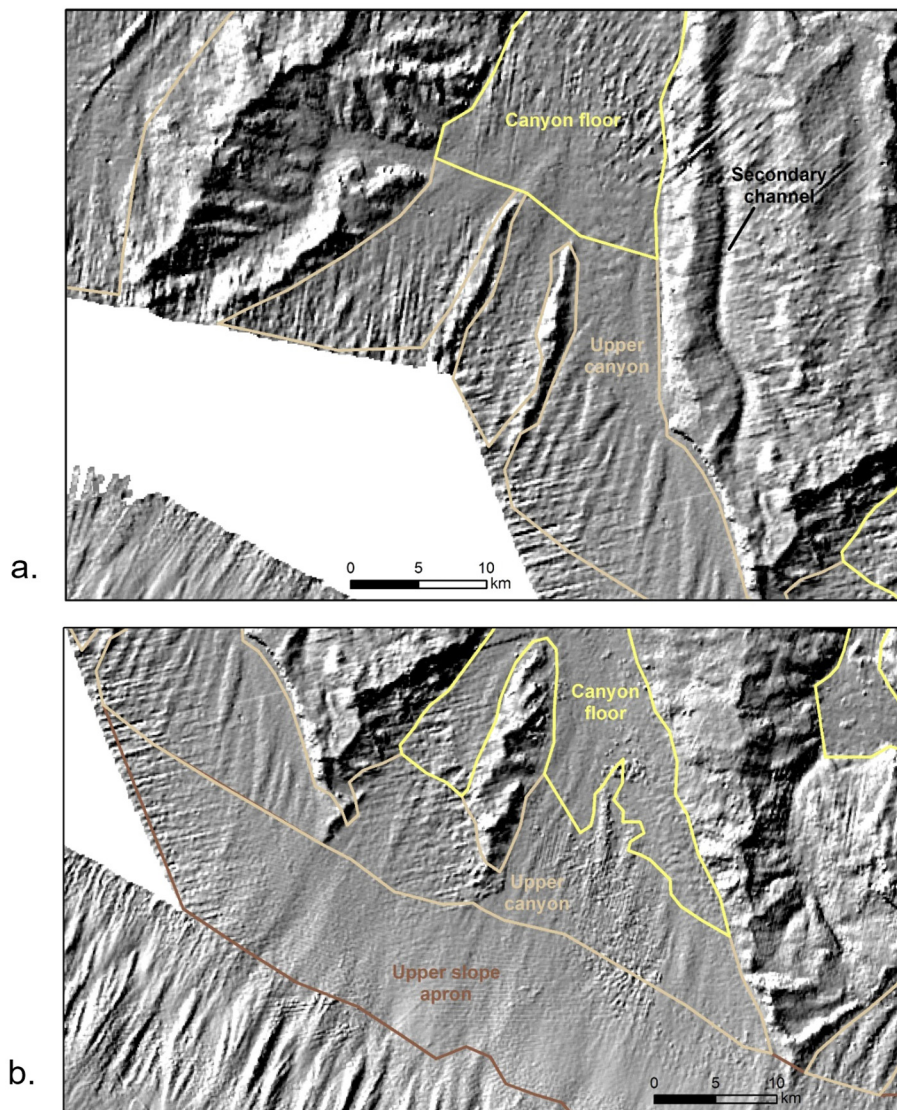 Canyon floor
Secondary
channel
Upper
canyon
0 5 10
km
a.
Canyon
floor
Upper
canyon
Upper slope
apron
0 5 10
km
b.